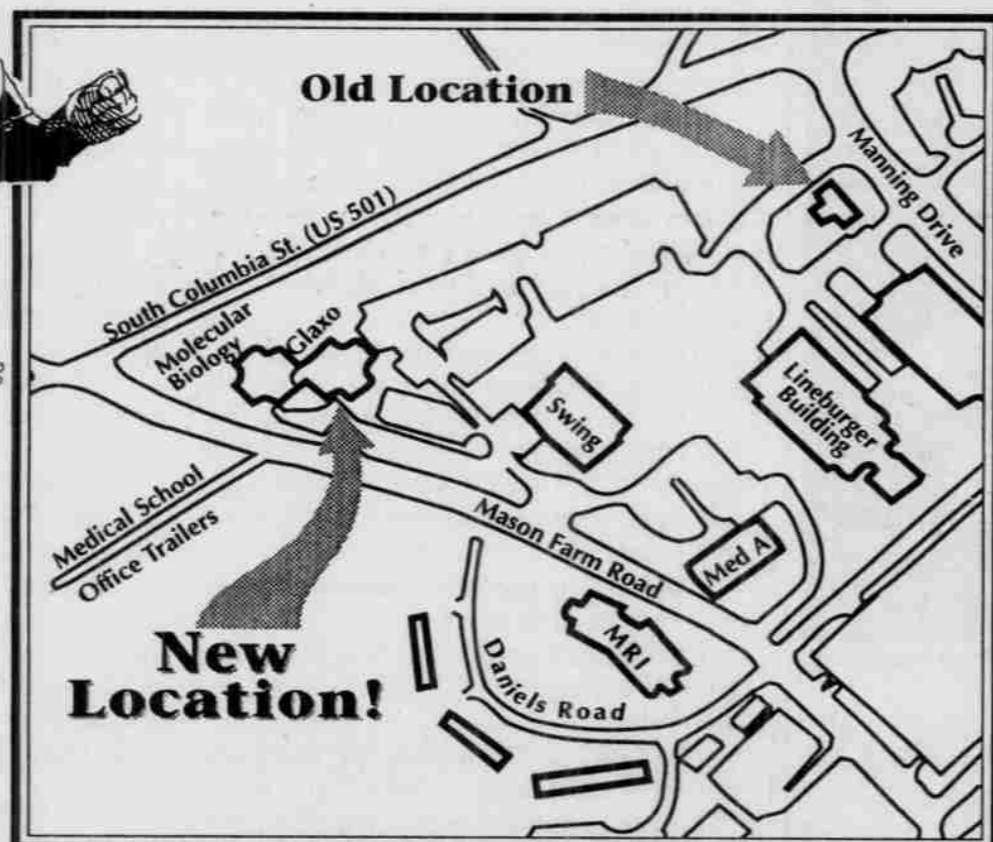 Old Location
Manning Drive
South Columbia St. (US 501)
Molecular
Biology
Glaxo
Swing
Lineburger
Building
Medical School
Office Trailers
Mason Farm Road
Med A
MRI
Daniels Road
New
Location!